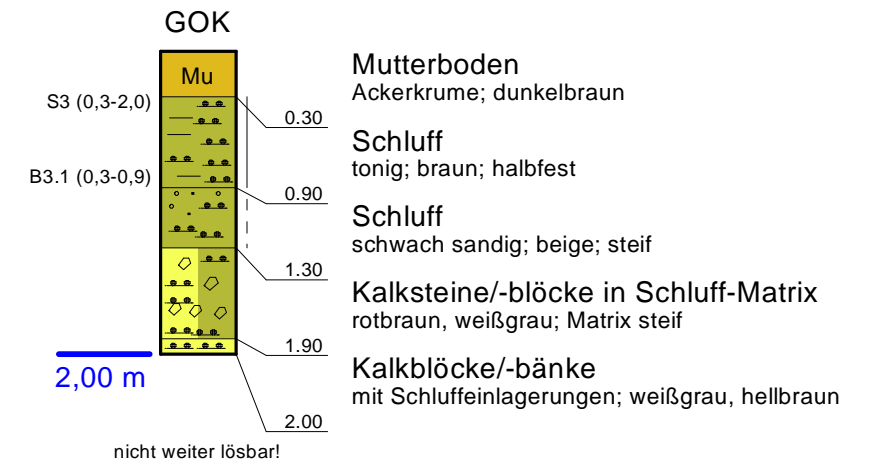 GOK
Mu
Mutterboden
Ackerkrume; dunkelbraun
S3 (0,3-2,0)
0.30
Schluff
tonig; braun; halbfest
B3.1 (0,3-0,9)
0.90
Schluff
schwach sandig; beige; steif
1.30
Kalksteine/-blöcke in Schluff-Matrix
rotbraun, weißgrau; Matrix steif
1.90
Kalkblöcke/-bänke
mit Schluffeinlagerungen; weißgrau, hellbraun
2,00 m
2.00
nicht weiter lösbar!